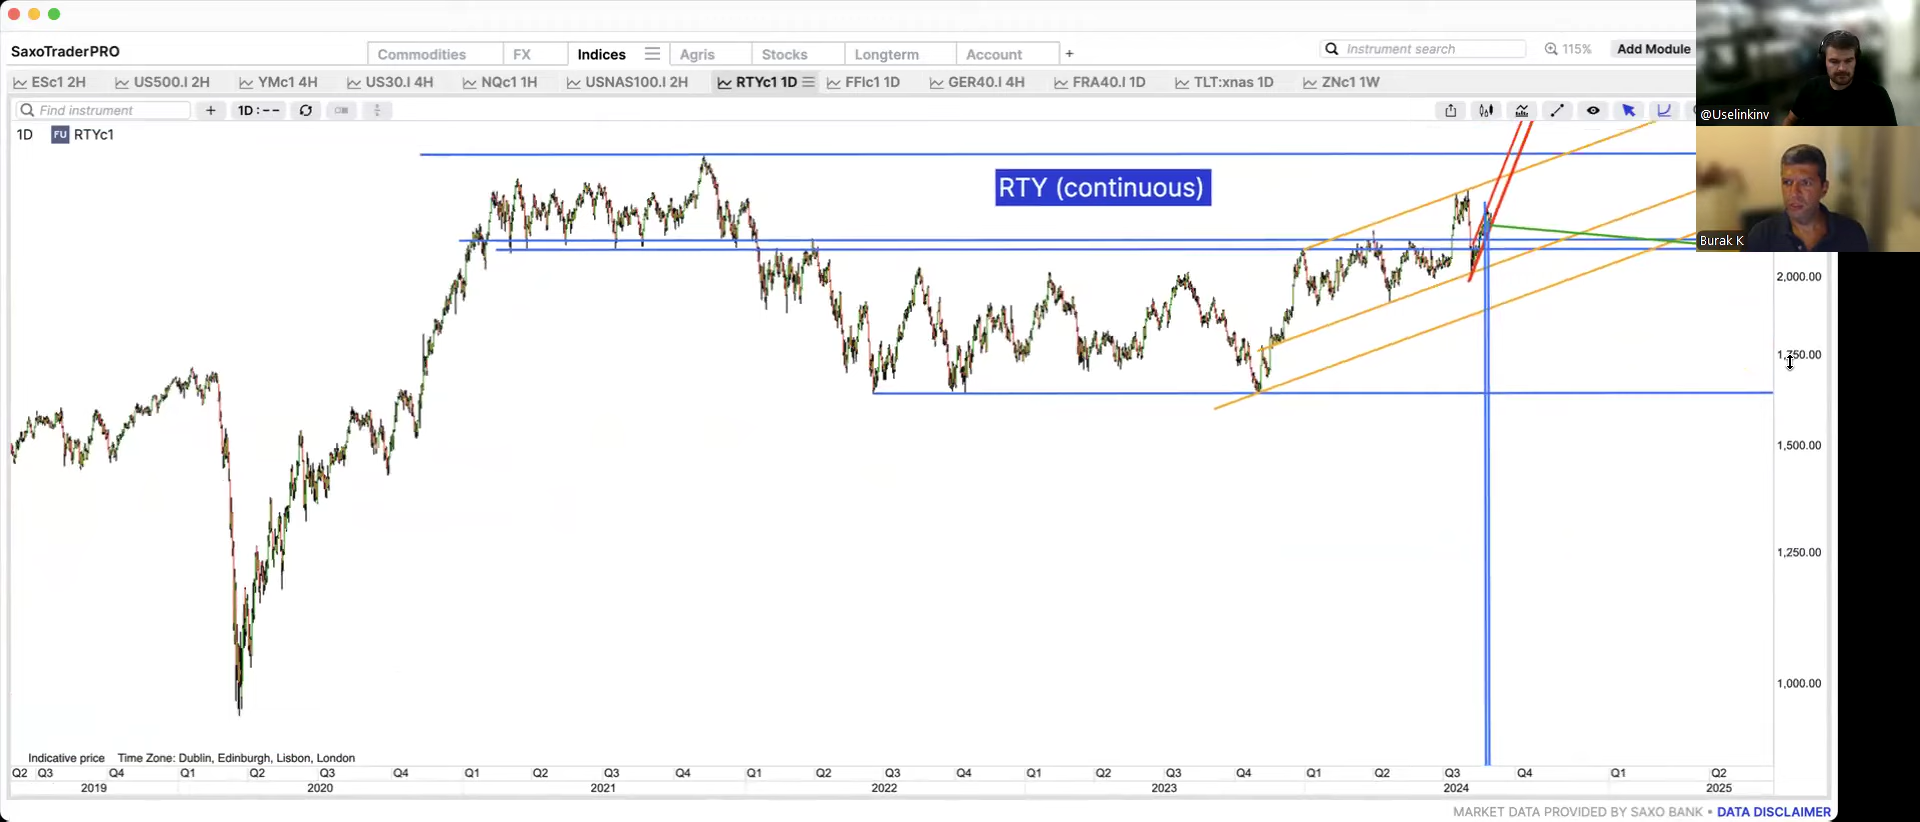 SaxoTraderPRO
Commodities
FX
Indices
Agris
Stocks
Longterm
Account
+
Instrument search
115%
Add Module
ESc1 2H
US500.I 2H
YMc1 4H
US30.I 4H
NQc1 1H
USNAS100.I 2H
RTYc1 1D
FFIc1 1D
GER40.I 4H
FRA40.I 1D
TLT:xnas 1D
ZNc1 1W
Find instrument
+
1D : – –
1D
FU
RTYc1
RTY (continuous)
@Uselinkinv
Burak K
2,000.00
1,750.00
1,500.00
1,250.00
1,000.00
Indicative price Time Zone: Dublin, Edinburgh, Lisbon, London
Q2 Q3 Q4 Q1 Q2 Q3 Q4 Q1 Q2 Q3 Q4 Q1 Q2 Q3 Q4 Q1 Q2 Q3 Q4 Q1 Q2 Q3 Q4 Q1 Q2
2019 2020 2021 2022 2023 2024 2025
MARKET DATA PROVIDED BY SAXO BANK • DATA DISCLAIMER